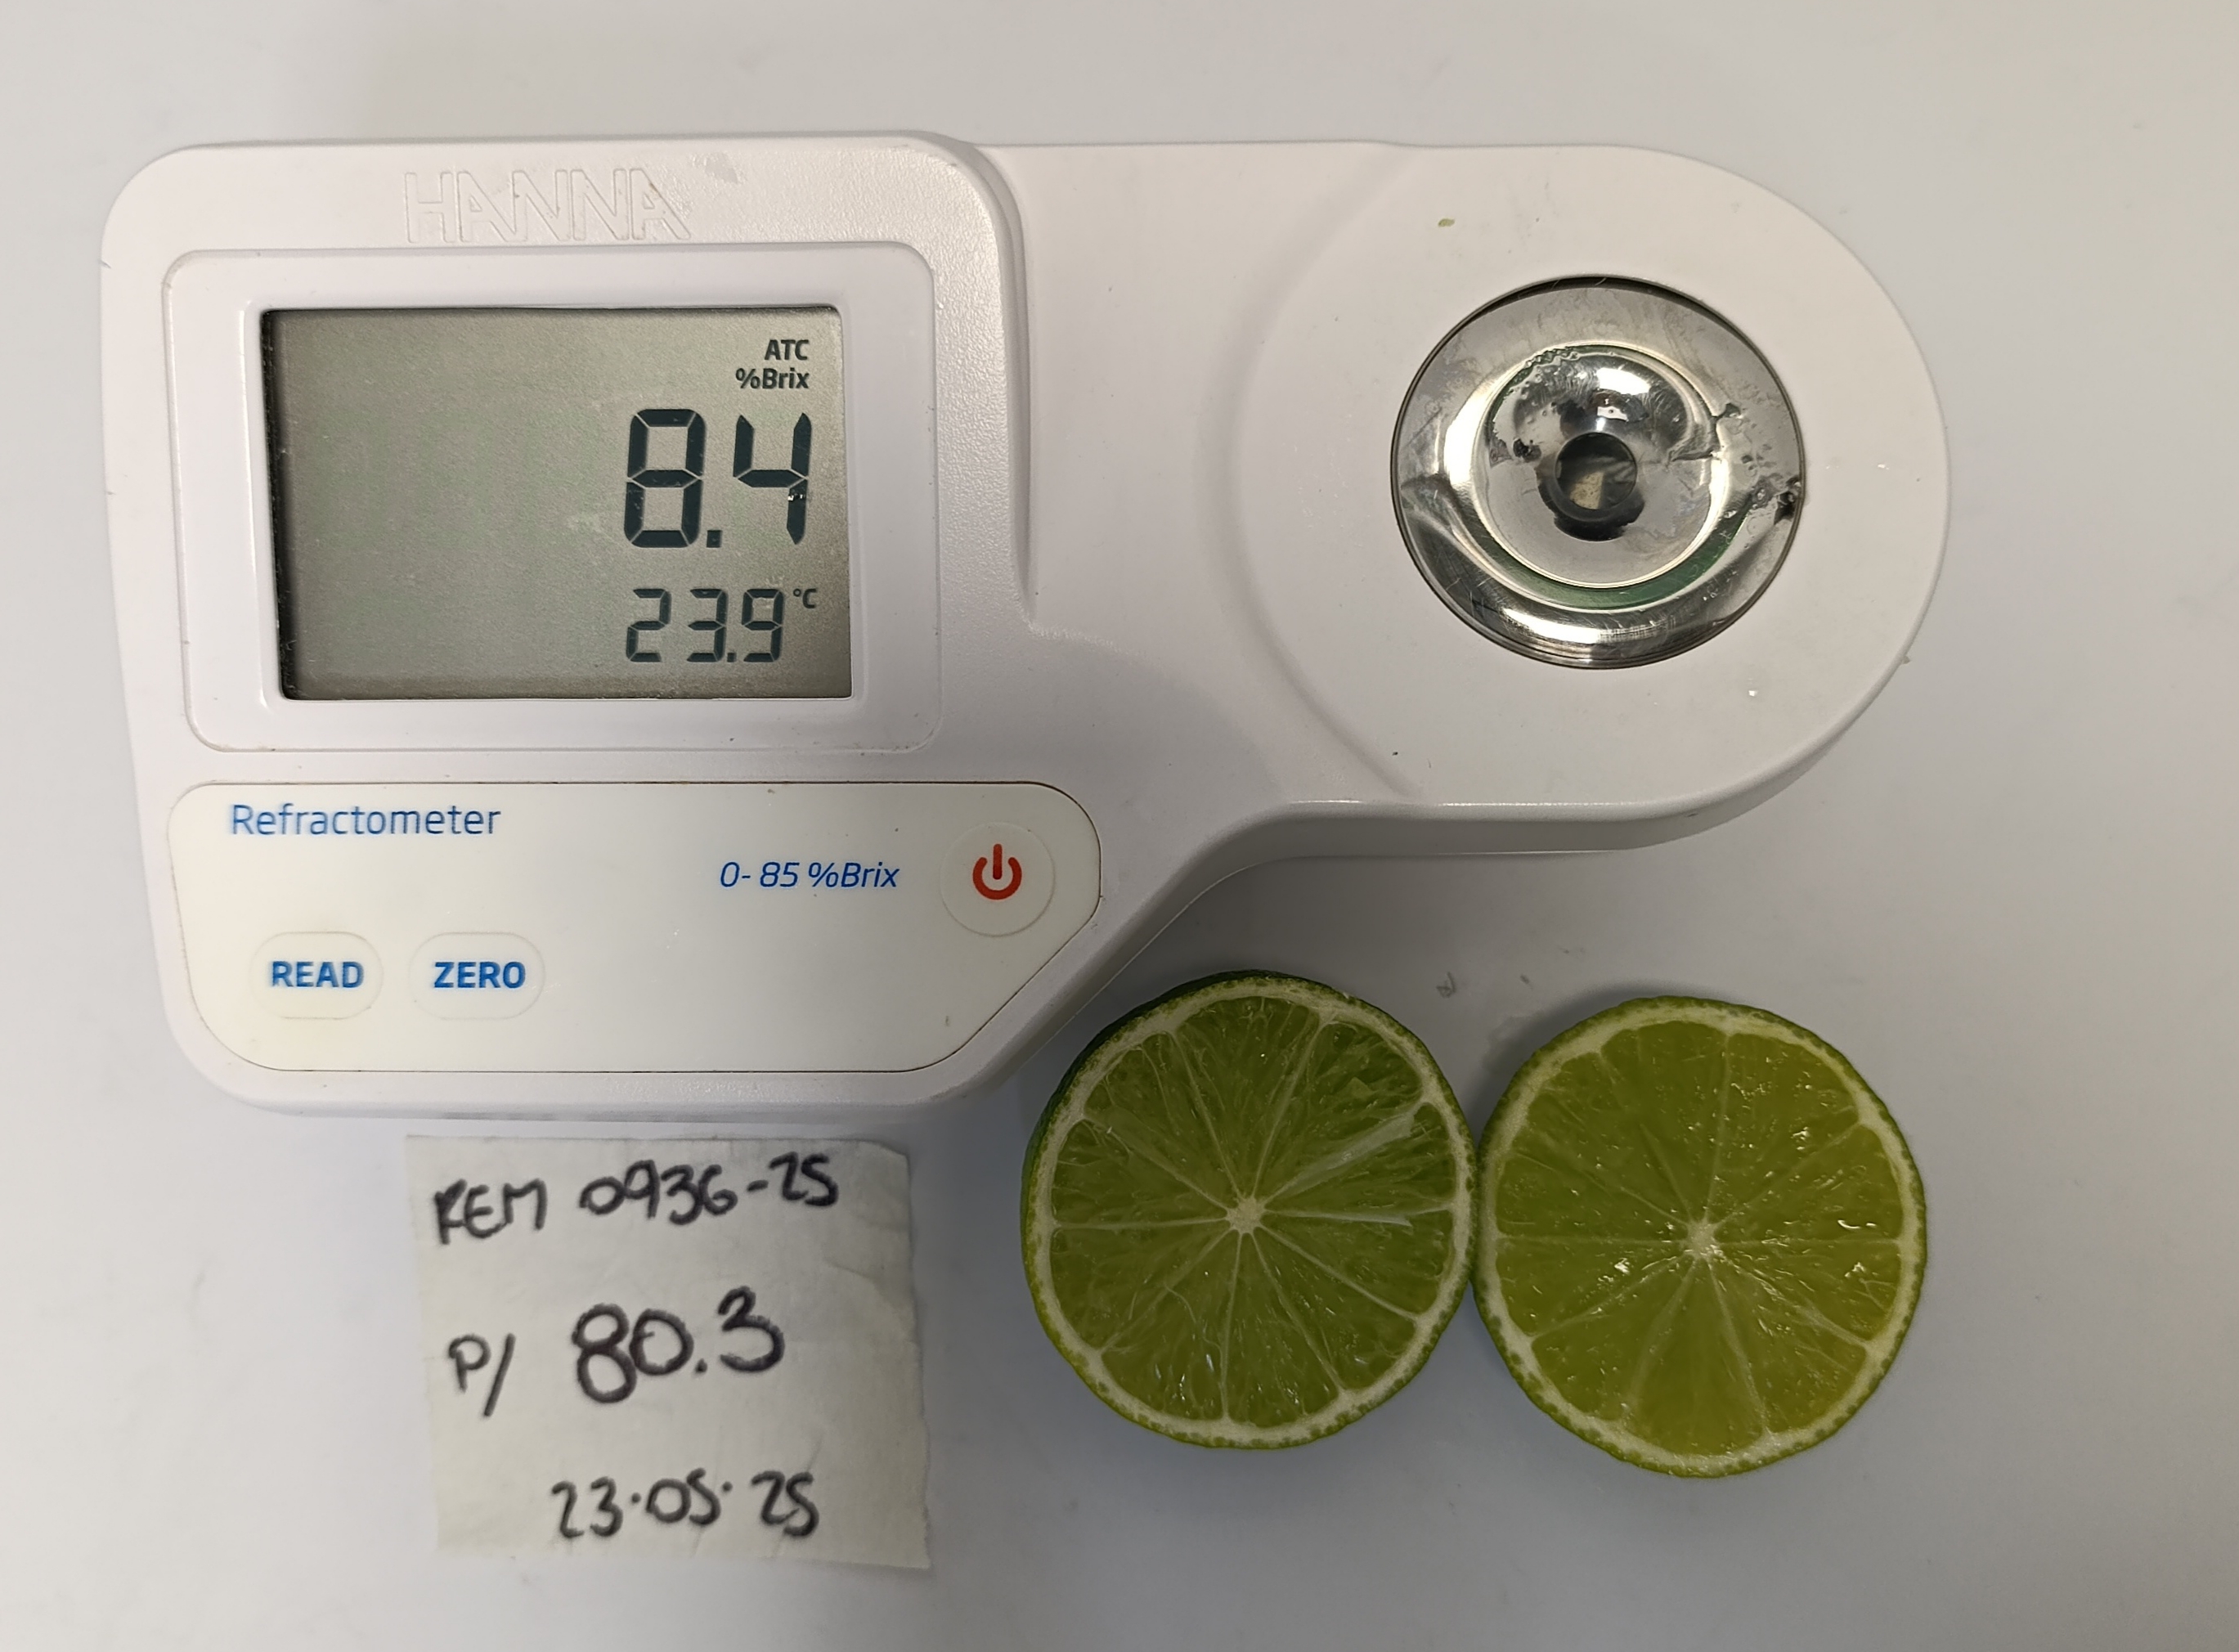 HANNA
ATC
%Brix
8.4
23.9 °C
Refractometer
0- 85 %Brix
READ ZERO
REM 0936-25
P/ 80.3
23.05.25